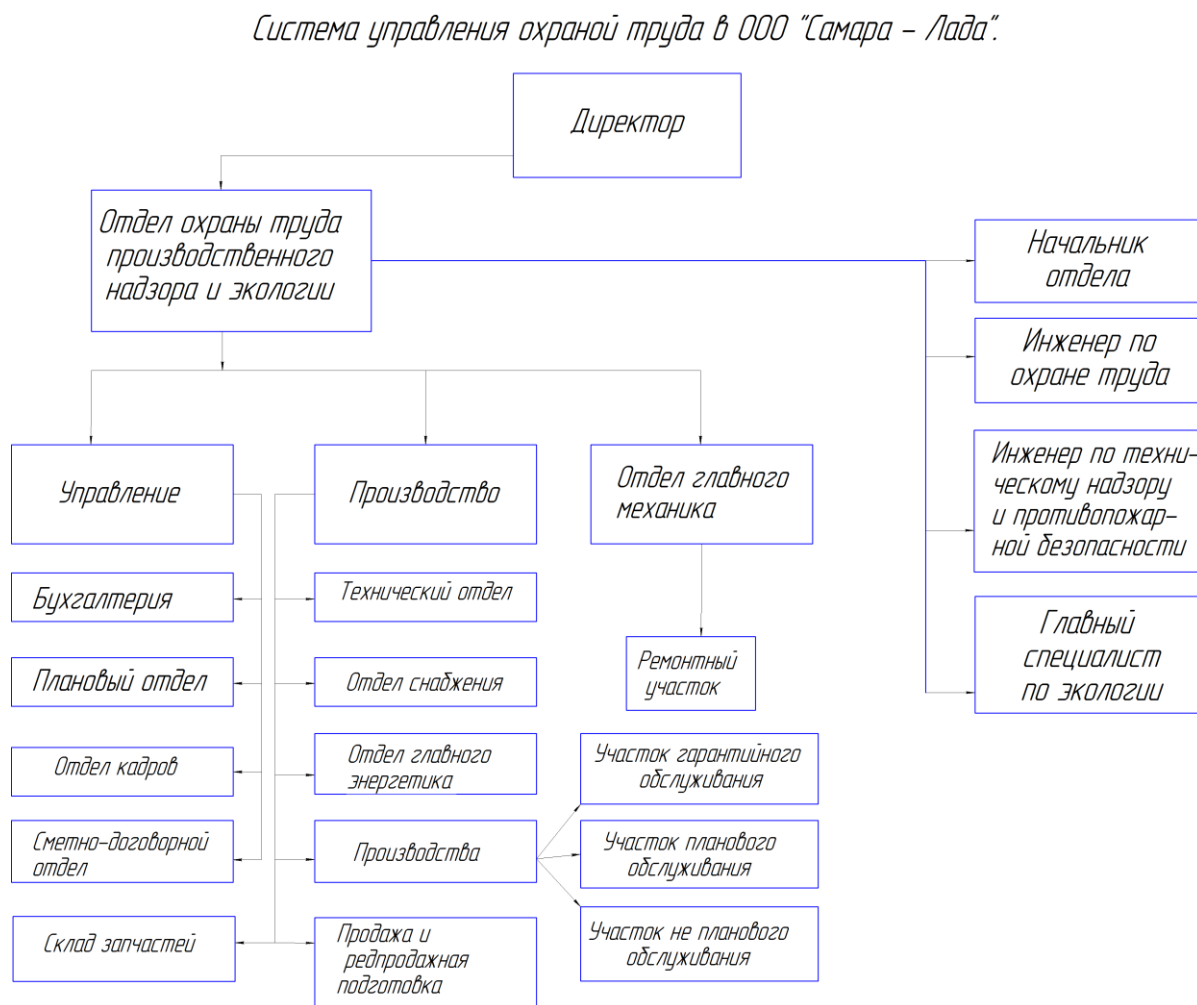 Система управления охраной труда в ООО "Самара – Лада".
Директор
Отдел охраны труда
производственного
надзора и экологии
Начальник
отдела
Инженер по
охране труда
Инженер по техни-
ческому надзору
и противопожар-
ной безопасности
Главный
специалист
по экологии
Управление
Производство
Отдел главного
механика
Бухгалтерия
Технический отдел
Ремонтный
участок
Плановый отдел
Отдел снабжения
Отдел кадров
Отдел главного
энергетика
Участок гарантийного
обслуживания
Сметно-договорной
отдел
Производства
Участок планового
обслуживания
Склад запчастей
Продажа и
редпродажная
подготовка
Участок не планового
обслуживания